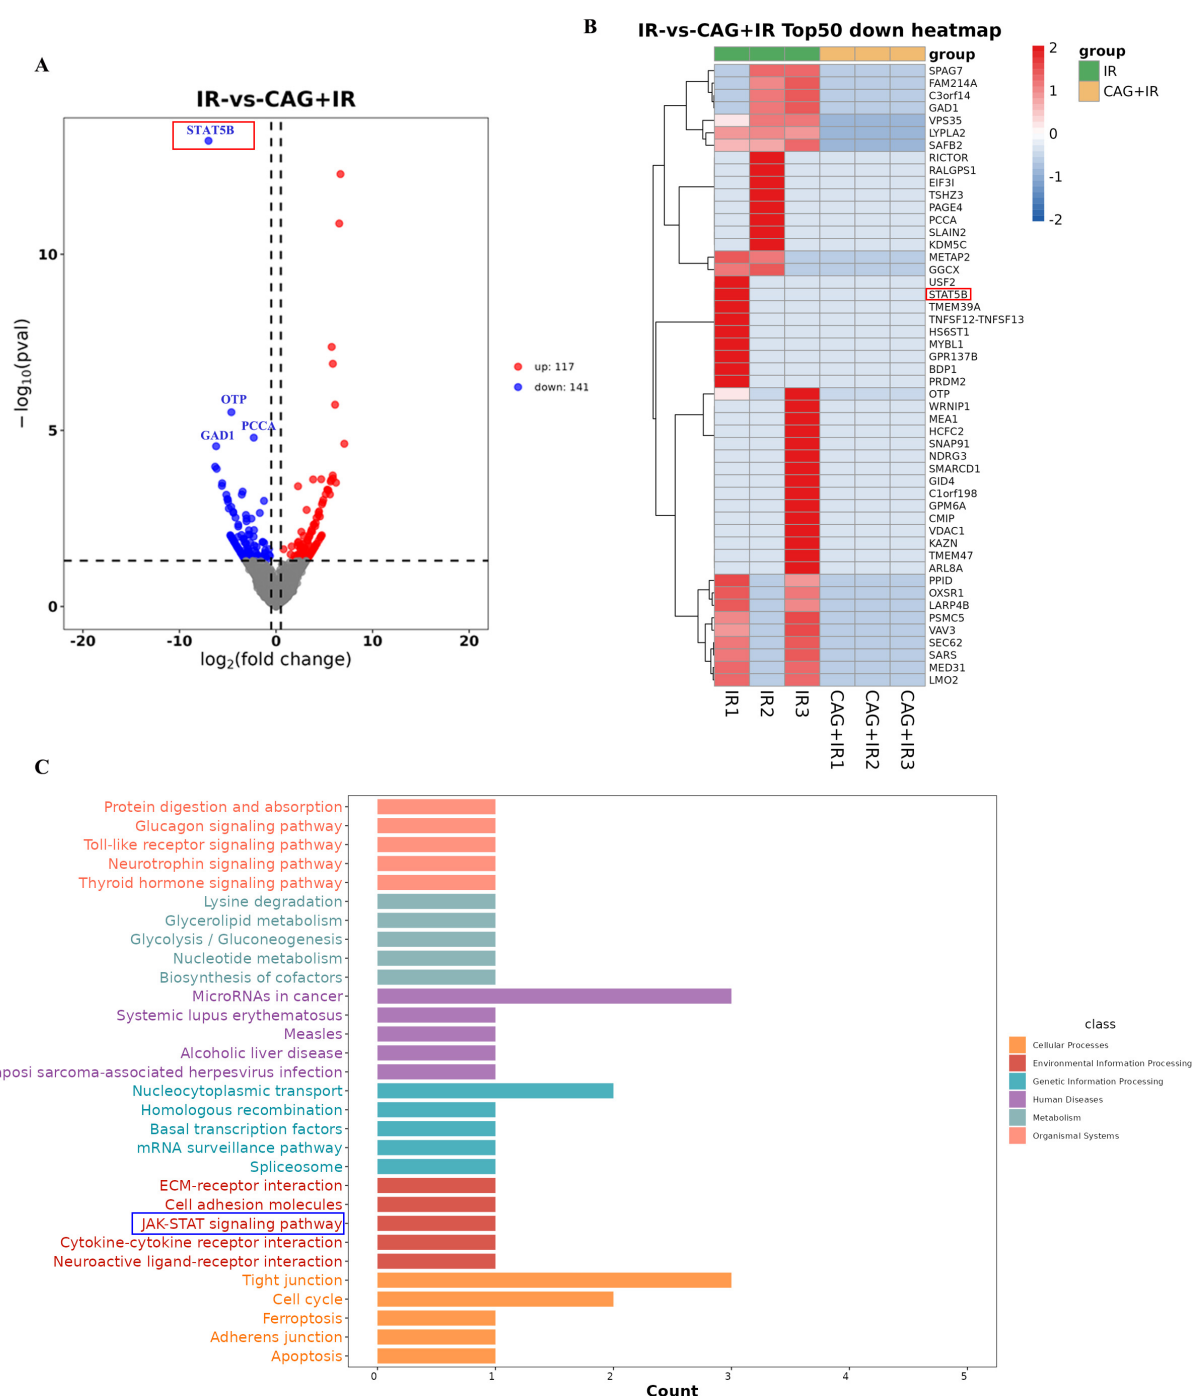 A
IR-vs-CAG+IR
STAT5B
OTP
PCCA
GAD1
10
5
0
-20
-10
0
10
20
− log10(pval)
log2(fold change)
up: 117
down: 141
B
IR-vs-CAG+IR Top50 down heatmap
group
SPAG7
FAM214A
C3orf14
GAD1
VPS35
LYPLA2
SAFB2
RICTOR
RALGPS1
EIF3I
TSHZ3
PAGE4
PCCA
SLAIN2
KDM5C
METAP2
GGCX
USF2
STAT5B
TMEM39A
TNFSF12-TNFSF13
HS6ST1
MYBL1
GPR137B
BDP1
PRDM2
OTP
WRNIP1
MEA1
HCFC2
SNAP91
NDRG3
SMARCD1
GID4
C1orf198
GPM6A
CMIP
VDAC1
KAZN
TMEM47
ARL8A
PPID
OXSR1
LARP4B
PSMC5
VAV3
SEC62
SARS
MED31
LMO2
IR1
IR2
IR3
CAG+IR1
CAG+IR2
CAG+IR3
2
1
0
-1
-2
group
IR
CAG+IR
C
Protein digestion and absorption
Glucagon signaling pathway
Toll-like receptor signaling pathway
Neurotrophin signaling pathway
Thyroid hormone signaling pathway
Lysine degradation
Glycerolipid metabolism
Glycolysis / Gluconeogenesis
Nucleotide metabolism
Biosynthesis of cofactors
MicroRNAs in cancer
Systemic lupus erythematosus
Measles
Alcoholic liver disease
posi sarcoma-associated herpesvirus infection
Nucleocytoplasmic transport
Homologous recombination
Basal transcription factors
mRNA surveillance pathway
Spliceosome
ECM-receptor interaction
Cell adhesion molecules
JAK-STAT signaling pathway
Cytokine-cytokine receptor interaction
Neuroactive ligand-receptor interaction
Tight junction
Cell cycle
Ferroptosis
Adherens junction
Apoptosis
0
1
2
3
4
5
Count
class
Cellular Processes
Environmental Information Processing
Genetic Information Processing
Human Diseases
Metabolism
Organismal Systems